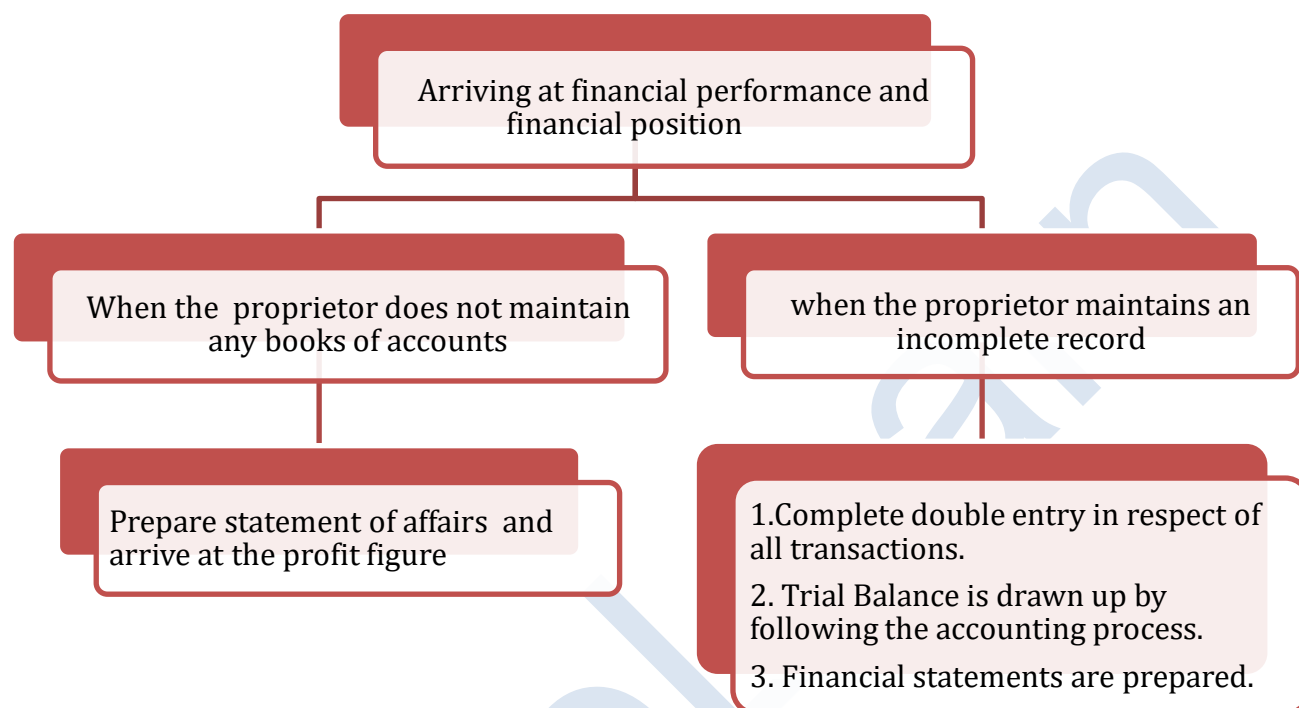 Arriving at financial performance and
financial position
When the proprietor does not maintain
any books of accounts
when the proprietor maintains an
incomplete record
Prepare statement of affairs and
arrive at the profit figure
1.Complete double entry in respect of
all transactions.
2. Trial Balance is drawn up by
following the accounting process.
3. Financial statements are prepared.